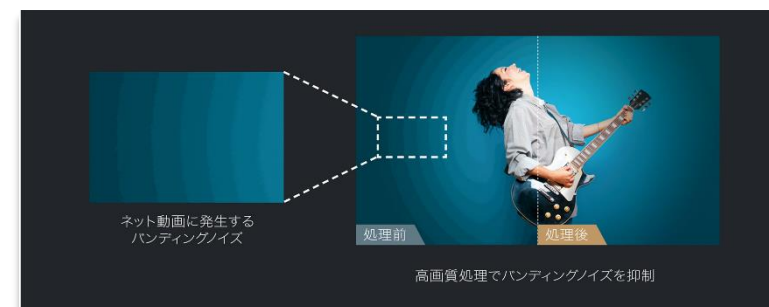 ネット動画に発生する
バンディングノイズ
処理前
処理後
高画質処理でバンディングノイズを抑制